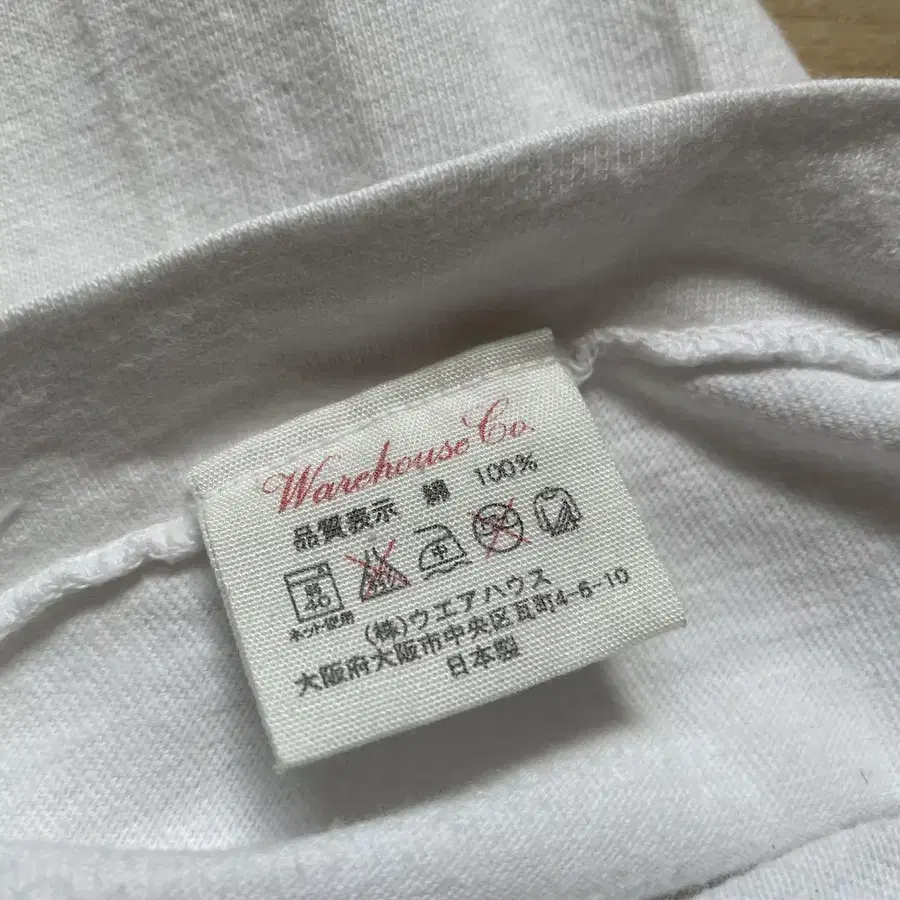 Warehouse Co.
品質表示 綿 100%
弱
40
中
ネット使用
(株)ウエアハウス
大阪府大阪市中央区瓦町4-6-10
日本製